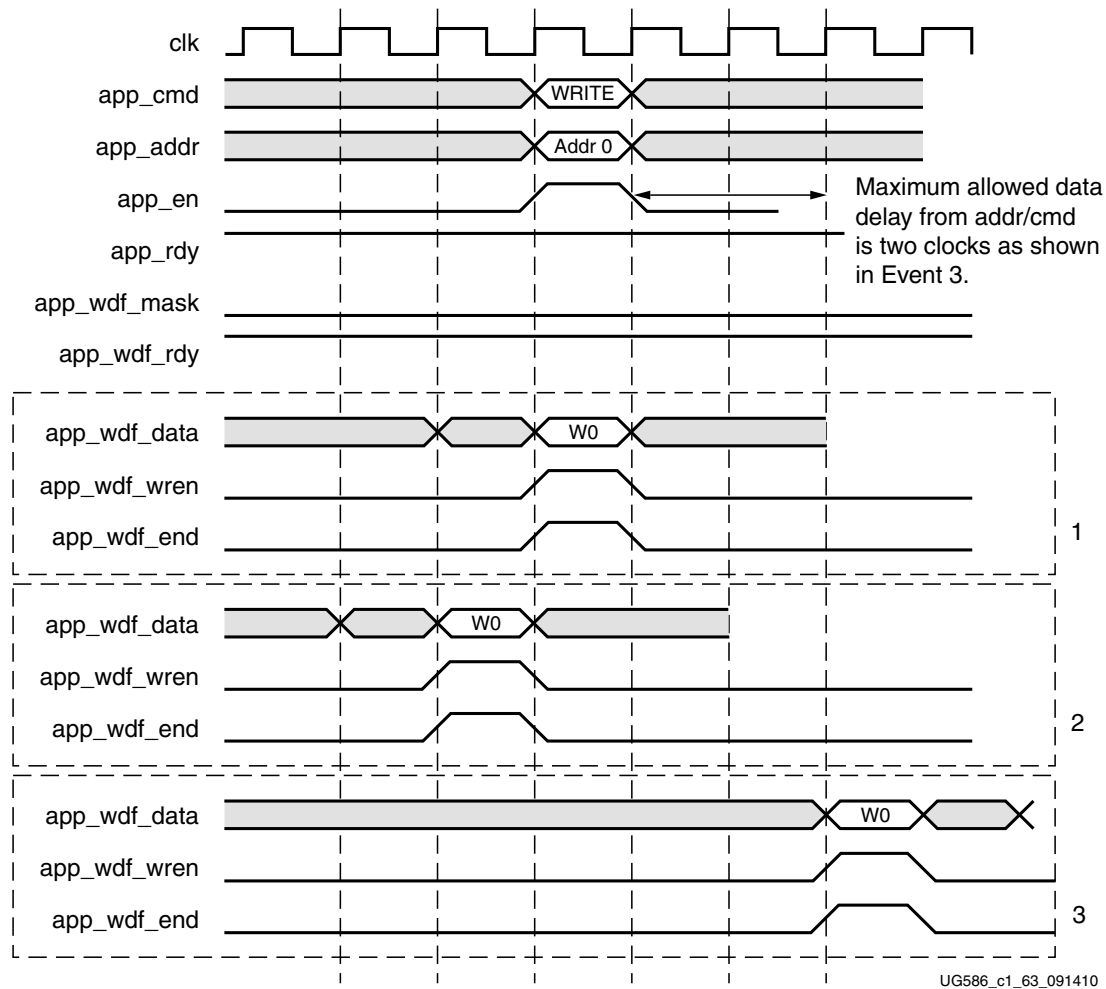 clk
app_cmd
WRITE
app_addr
Addr 0
app_en
Maximum allowed data
delay from addr/cmd
is two clocks as shown
in Event 3.
app_rdy
app_wdf_mask
app_wdf_rdy
app_wdf_data
W0
app_wdf_wren
app_wdf_end
1
app_wdf_data
W0
app_wdf_wren
app_wdf_end
2
app_wdf_data
W0
app_wdf_wren
app_wdf_end
3
UG586_c1_63_091410